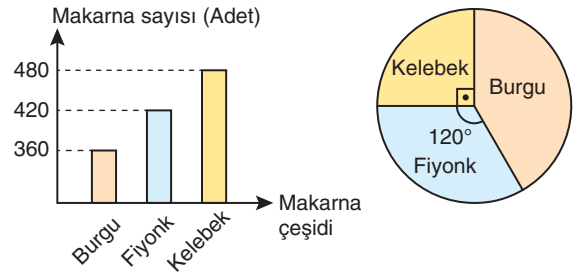 Makarna sayısı (Adet)
480
420
360
Burgu
Fiyonk
Kelebek
Makarna
çeşidi
Kelebek
Burgu
120°
Fiyonk